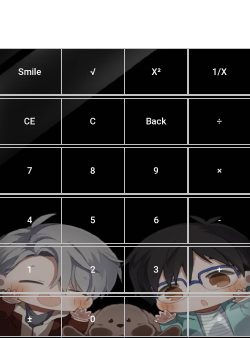 Smile √ X² 1/X
CE C Back ÷
7 8 9 ×
4 5 6 -
1 2 3 +
± 0 . =